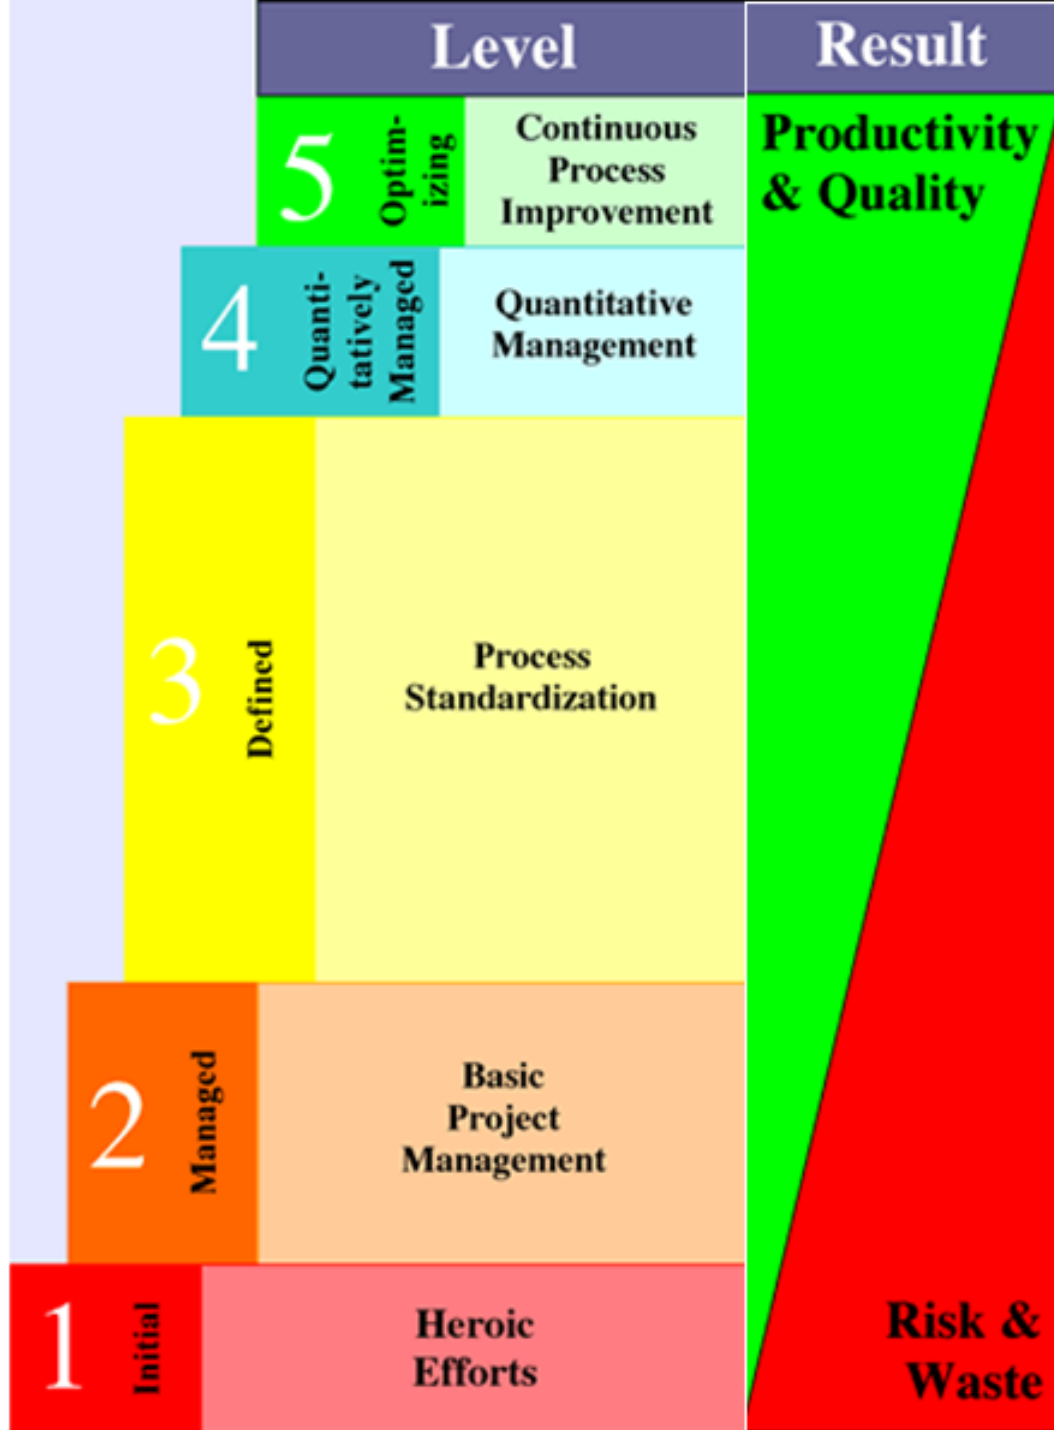 Level
Result
5
Optim-
izing
Continuous
Process
Improvement
Productivity
& Quality
4
Quanti-
tatively
Managed
Quantitative
Management
3
Defined
Process
Standardization
2
Managed
Basic
Project
Management
1
Initial
Heroic
Efforts
Risk &
Waste